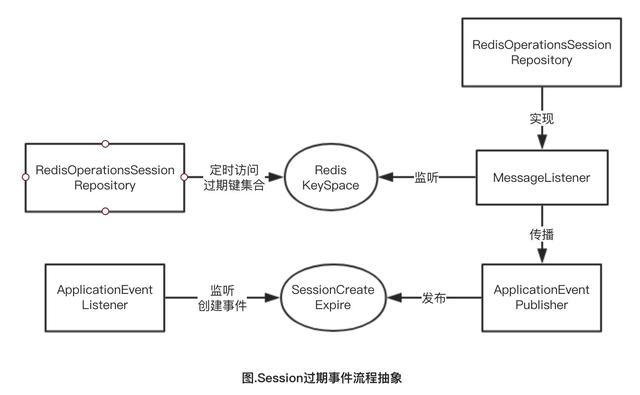 RedisOperationsSession
Repository
实现
RedisOperationsSession
Repository
定时访问
过期键集合
Redis
KeySpace
监听
MessageListener
传播
ApplicationEvent
Listener
监听
创建事件
SessionCreate
Expire
发布
ApplicationEvent
Publisher
图.Session过期事件流程抽象